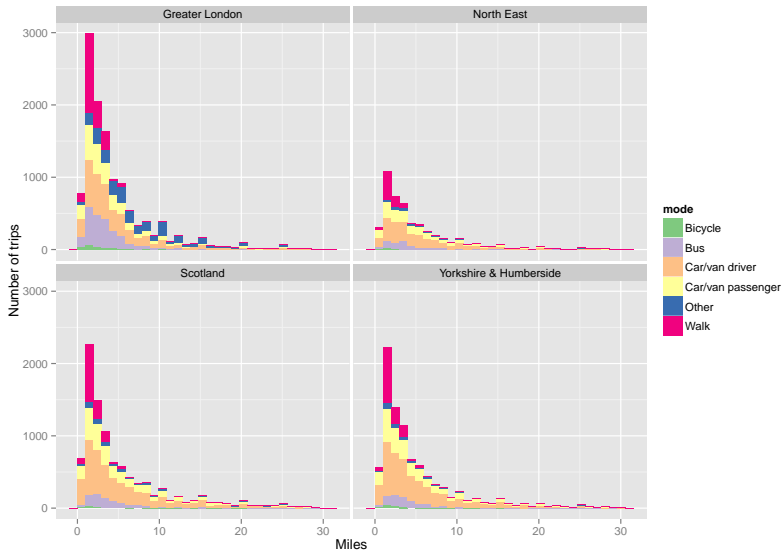 Greater London
North East
3000
2000
1000
0
Scotland
Yorkshire & Humberside
3000
2000
1000
0
0
10
20
30
0
10
20
30
Miles
Number of trips
mode
Bicycle
Bus
Car/van driver
Car/van passenger
Other
Walk